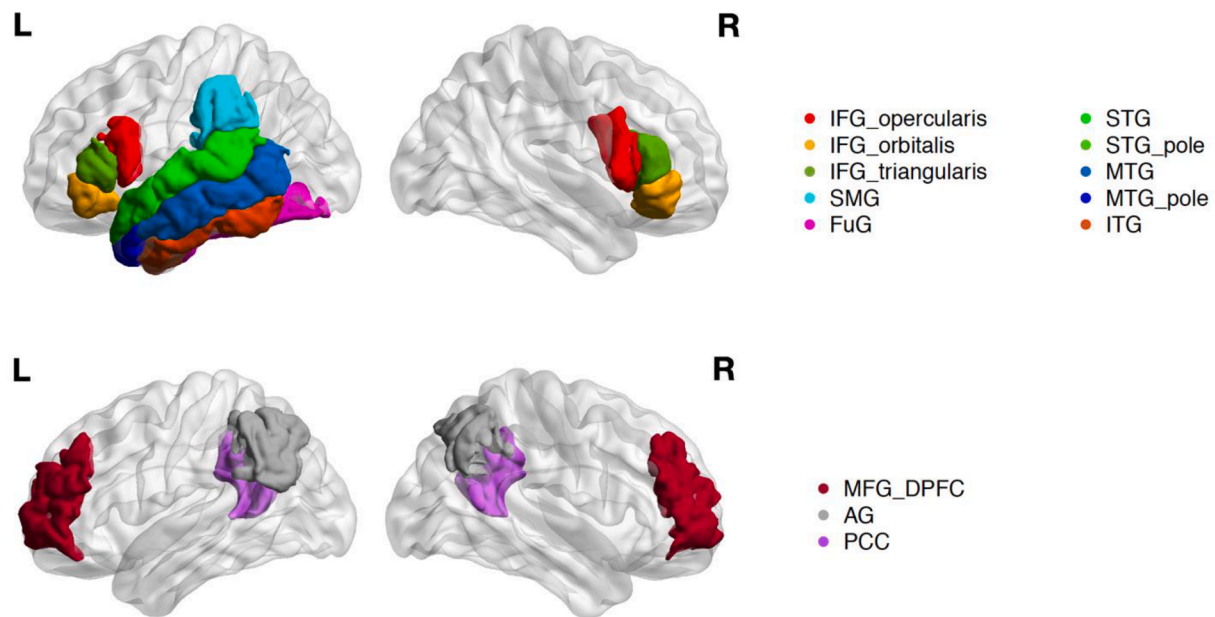 L
R
IFG_opercularis
IFG_orbitalis
IFG_triangularis
SMG
FuG
STG
STG_pole
MTG
MTG_pole
ITG
L
R
MFG_DPFC
AG
PCC